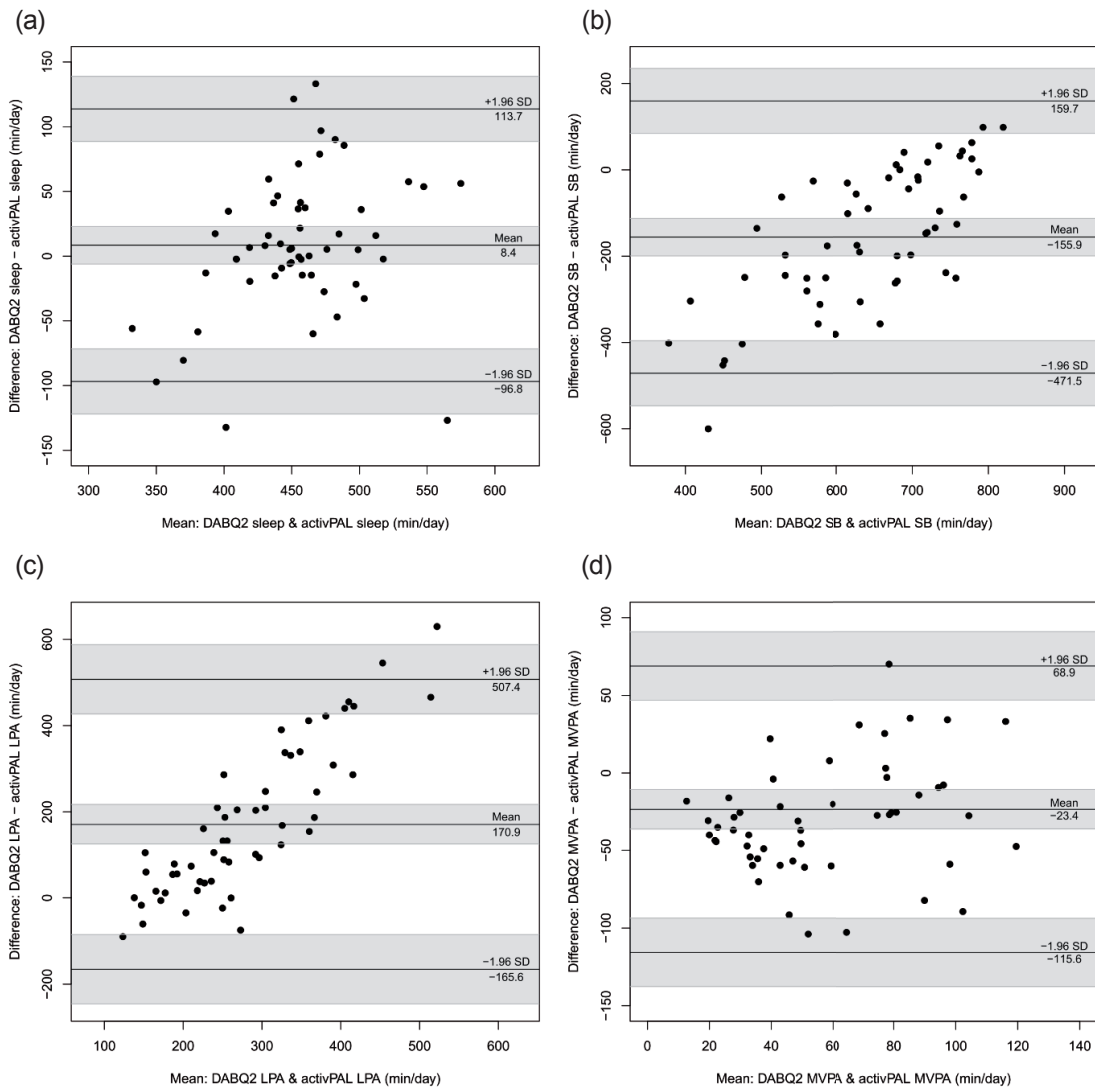 (a)
Difference: DABQ2 sleep − activPAL sleep (min/day)
150
100
50
0
−50
−100
−150
+1.96 SD
113.7
Mean
8.4
−1.96 SD
−96.8
300 350 400 450 500 550 600
Mean: DABQ2 sleep & activPAL sleep (min/day)
(b)
Difference: DABQ2 SB − activPAL SB (min/day)
200
0
−200
−400
−600
+1.96 SD
159.7
Mean
−155.9
−1.96 SD
−471.5
400 500 600 700 800 900
Mean: DABQ2 SB & activPAL SB (min/day)
(c)
Difference: DABQ2 LPA − activPAL LPA (min/day)
600
400
200
0
−200
+1.96 SD
507.4
Mean
170.9
−1.96 SD
−165.6
100 200 300 400 500 600
Mean: DABQ2 LPA & activPAL LPA (min/day)
(d)
Difference: DABQ2 MVPA − activPAL MVPA (min/day)
100
50
0
−50
−100
−150
+1.96 SD
68.9
Mean
−23.4
−1.96 SD
−115.6
0 20 40 60 80 100 120 140
Mean: DABQ2 MVPA & activPAL MVPA (min/day)